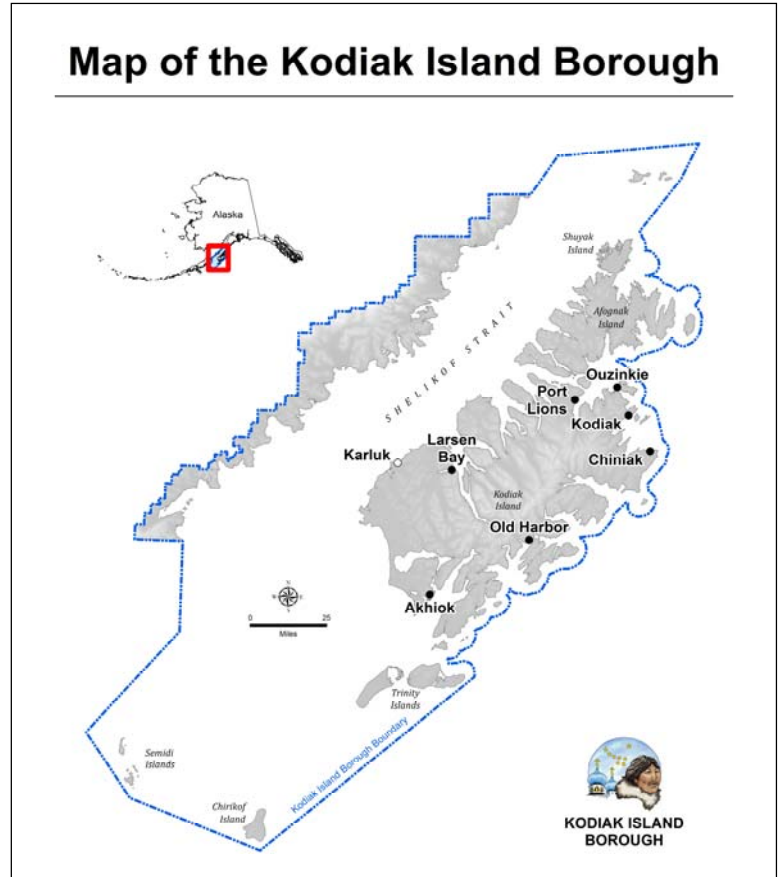 Map of the Kodiak Island Borough
Alaska
Shuyak
Island
Afognak
Island
SHELIKOF STRAIT
Ouzinkie
Port
Lions
Kodiak
Larsen
Bay
Karluk
Chiniak
Kodiak
Island
Old Harbor
N
W
E
S
0 25
Miles
Akhiok
Trinity
Islands
Kodiak Island Borough Boundary
Semidi
Islands
Chirikof
Island
KODIAK ISLAND
BOROUGH